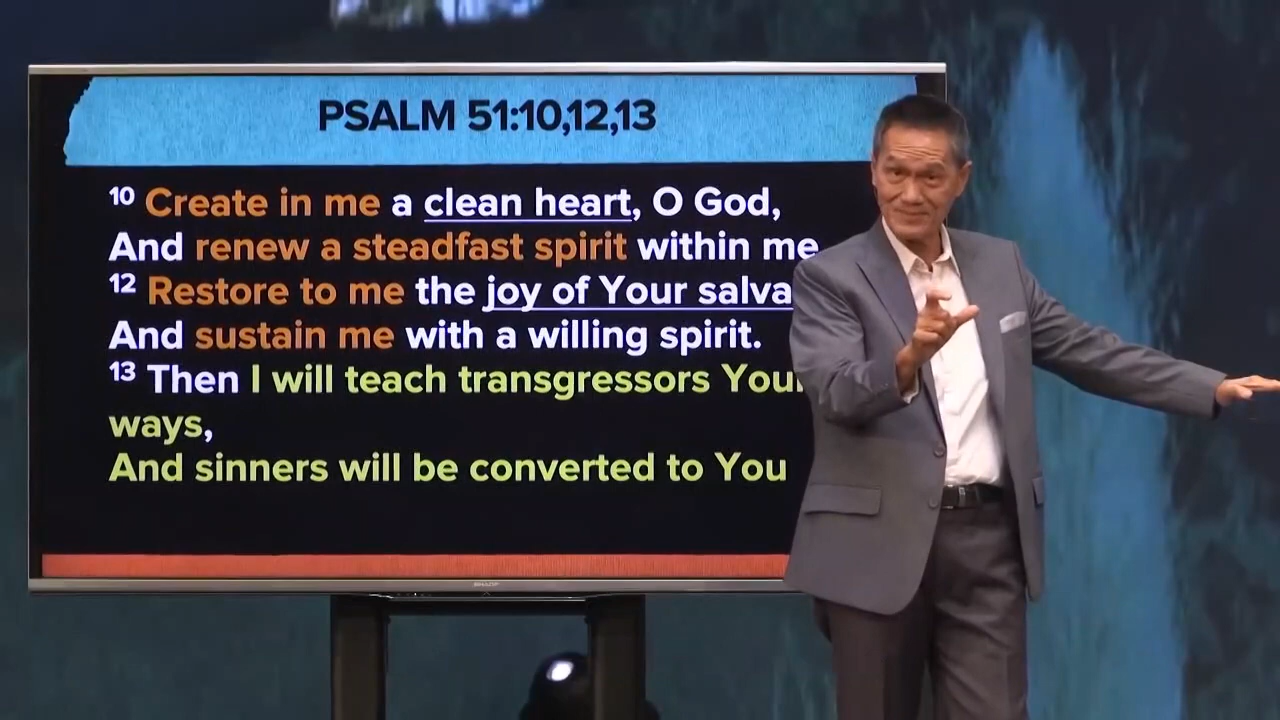 PSALM 51:10,12,13
10 Create in me a clean heart, O God,
And renew a steadfast spirit within me
12 Restore to me the joy of Your
And sustain me with a willing spirit.
13 Then I will teach transgressors Your
ways,
And sinners will be converted to You
SHARP